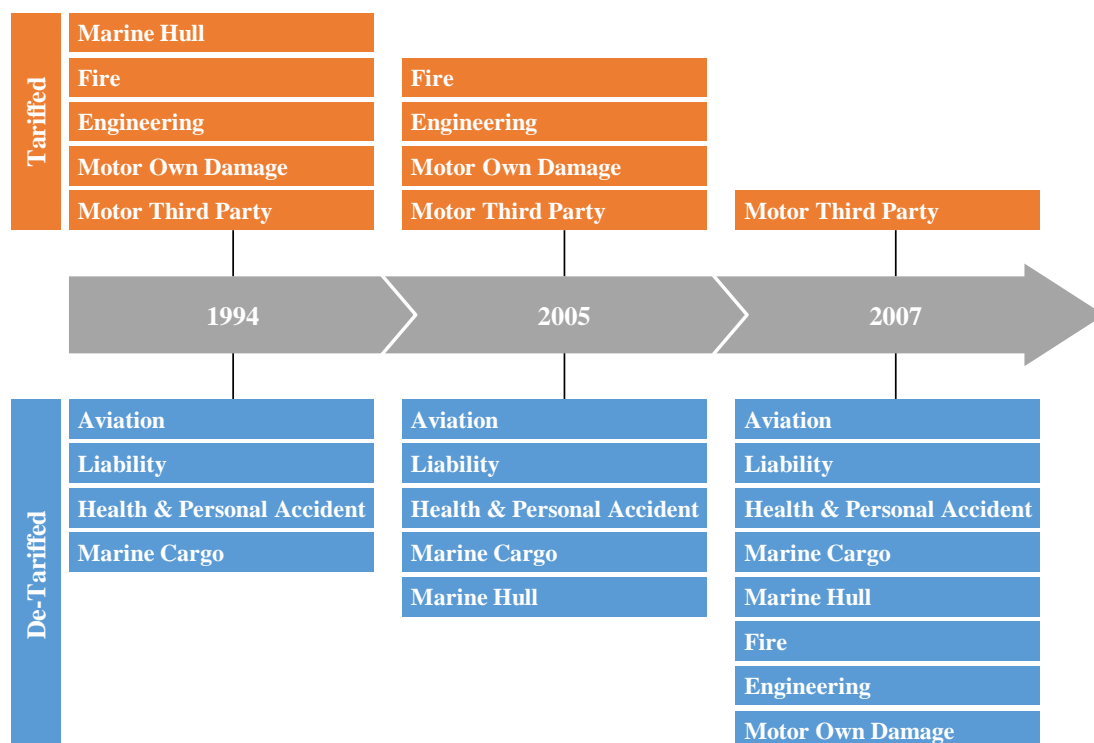 Tariffed
Marine Hull
Fire
Engineering
Motor Own Damage
Motor Third Party
Fire
Engineering
Motor Own Damage
Motor Third Party
Motor Third Party
1994
2005
2007
De-Tariffed
Aviation
Liability
Health & Personal Accident
Marine Cargo
Aviation
Liability
Health & Personal Accident
Marine Cargo
Marine Hull
Aviation
Liability
Health & Personal Accident
Marine Cargo
Marine Hull
Fire
Engineering
Motor Own Damage